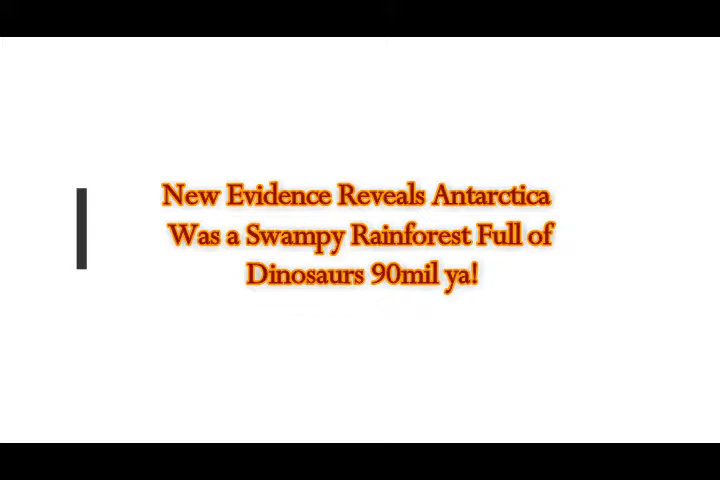 New Evidence Reveals Antarctica
Was a Swampy Rainforest Full of
Dinosaurs 90mil ya!